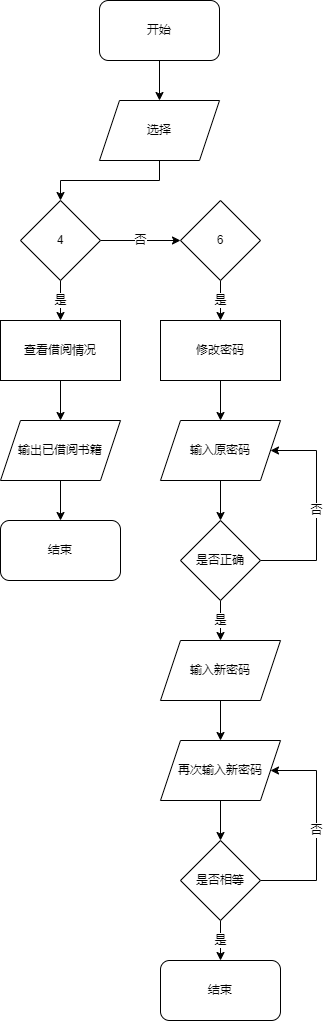 开始
选择
4
否
6
是
是
查看借阅情况
修改密码
输出已借阅书籍
输入原密码
否
结束
是否正确
是
输入新密码
再次输入新密码
否
是否相等
是
结束